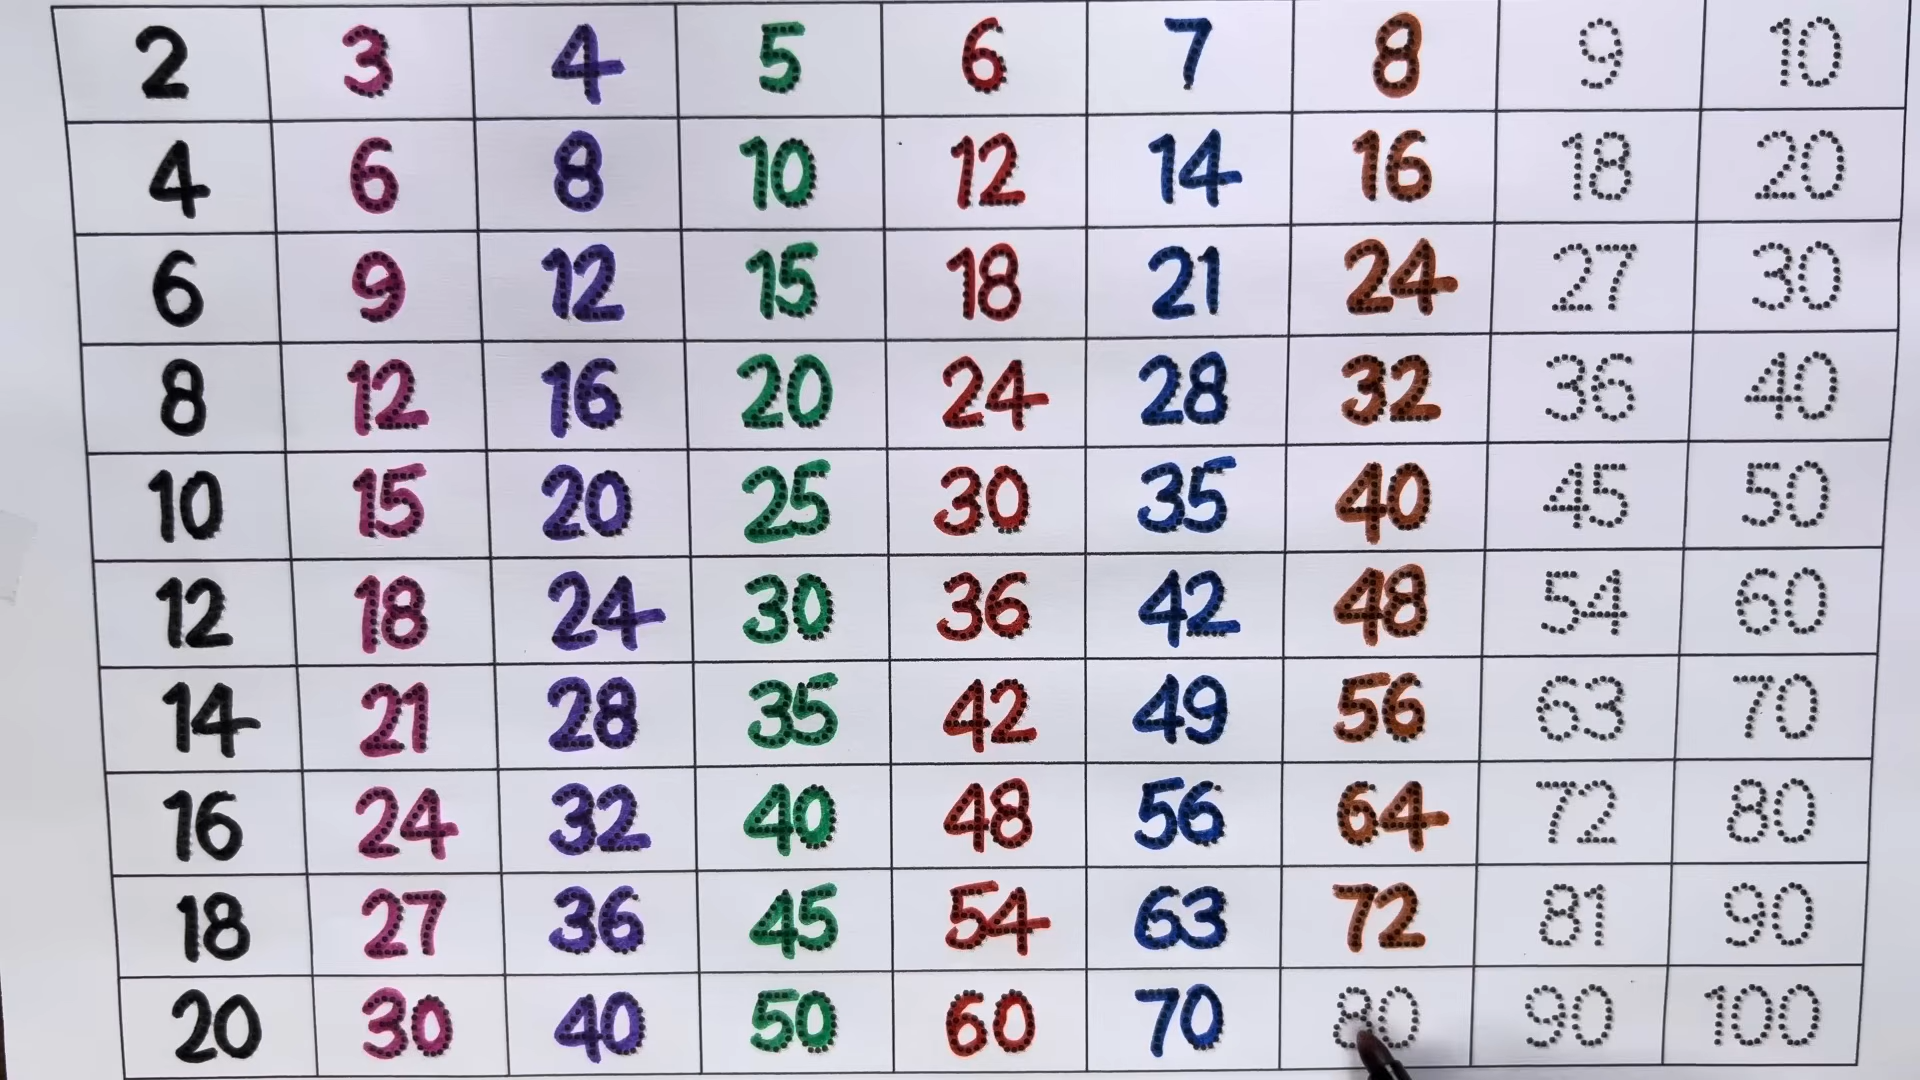 2 3 4 5 6 7 8 9 10
4 6 8 10 12 14 16 18 20
6 9 12 15 18 21 24 27 30
8 12 16 20 24 28 32 36 40
10 15 20 25 30 35 40 45 50
12 18 24 30 36 42 48 54 60
14 21 28 35 42 49 56 63 70
16 24 32 40 48 56 64 72 80
18 27 36 45 54 63 72 81 90
20 30 40 50 60 70 80 90 100